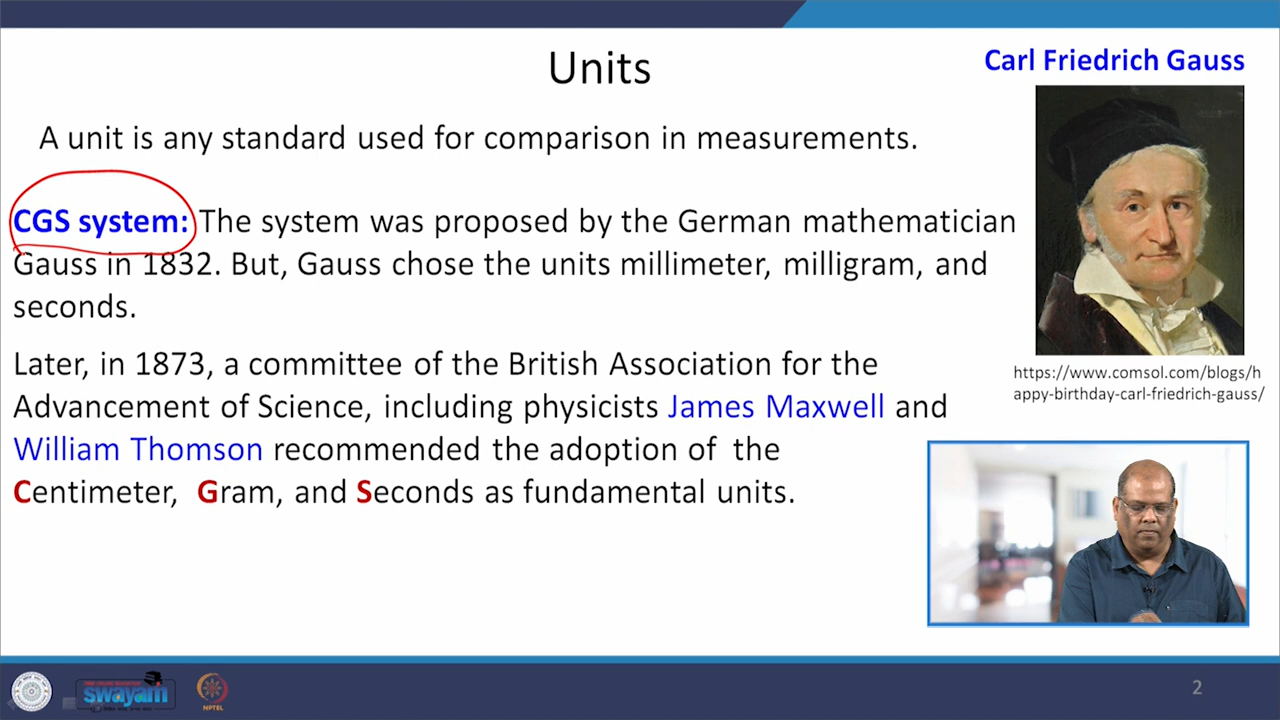 Units
Carl Friedrich Gauss
A unit is any standard used for comparison in measurements.
CGS system: The system was proposed by the German mathematician
Gauss in 1832. But, Gauss chose the units millimeter, milligram, and
seconds.
Later, in 1873, a committee of the British Association for the
Advancement of Science, including physicists James Maxwell and
William Thomson recommended the adoption of the
Centimeter, Gram, and Seconds as fundamental units.
https://www.comsol.com/blogs/h
appy-birthday-carl-friedrich-gauss/
swayam
NPTEL
2